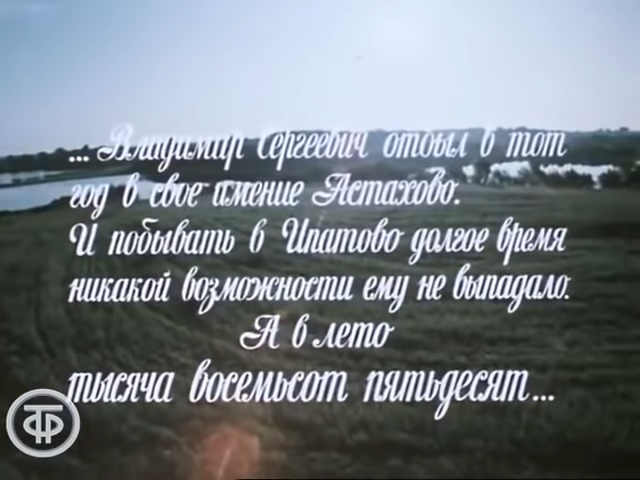 ... Владимир Сергеевич отбыл в тот
год в свое имение Астахово.
И побывать в Ипатово долгое время
никакой возможности ему не выпадало.
А в лето
тысяча восемьсот пятьдесят...